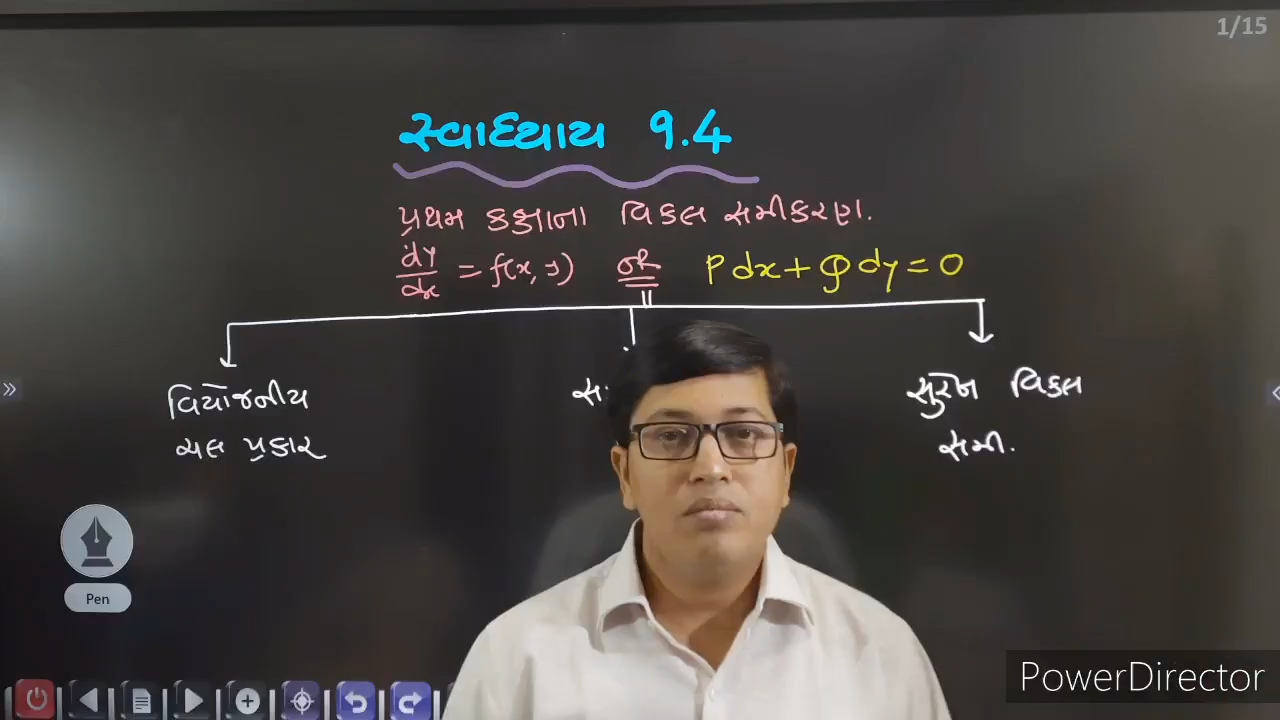 1/15
સ્વાધ્યાય 9.4
પ્રથમ કક્ષાના વિકલ સમીકરણ.
dy/dx = f(x, y) OR P dx + Q dy = 0
વિયોજનીય
ચલ પ્રકાર
સુરેખ વિકલ
સમી.
Pen
PowerDirector